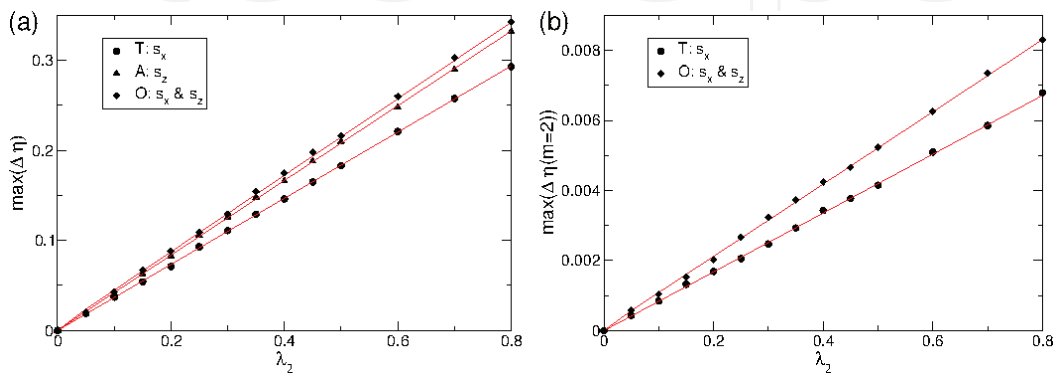 (a)
T: s_x
A: s_z
O: s_x & s_z
max(Δ η)
0.3
0.2
0.1
0
0 0.2 0.4 0.6 0.8
λ_2
(b)
T: s_x
O: s_x & s_z
max(Δ η(m=2))
0.008
0.006
0.004
0.002
0.000
0 0.2 0.4 0.6 0.8
λ_2